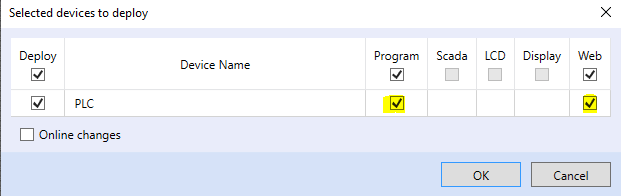 Selected devices to deploy
Deploy Device Name Program Scada LCD Display Web
PLC
Online changes
OK Cancel